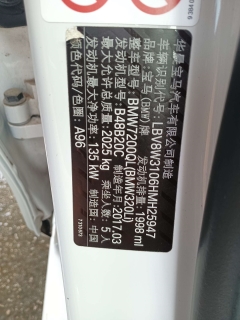 华晨宝马汽车有限公司制造
车辆识别代号/车架号: LBV8W3106HMH25947
品牌: 宝马(BMW)牌 发动机排量: 1998 ml
整车型号: BMW7200QL(BMW320Li)
发动机型号: B48B20C 制造年月: 2017.03
最大允许总质量: 2025 kg 乘坐人数: 5 人
发动机最大净功率: 135 kW 制造国: 中国
颜色代码/色圈: A96